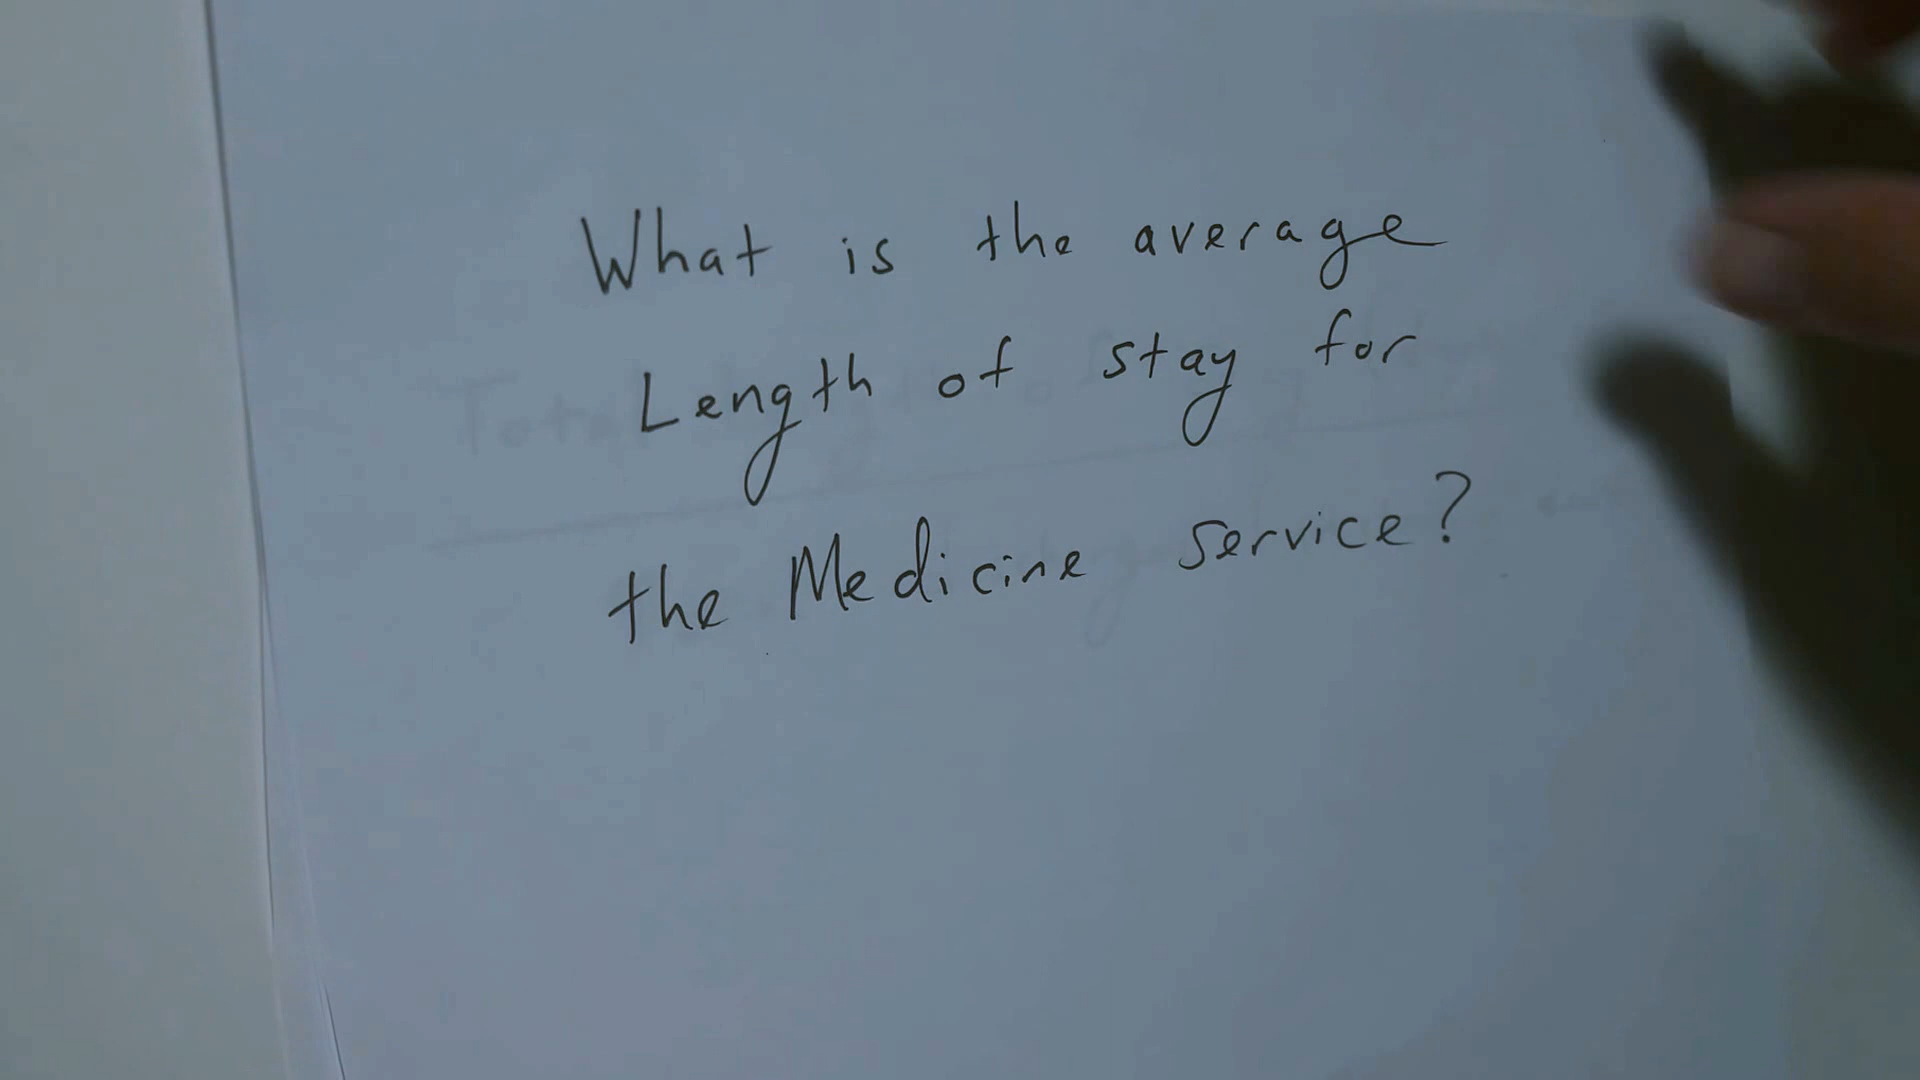 What is the average
Length of stay for
the Medicine service?